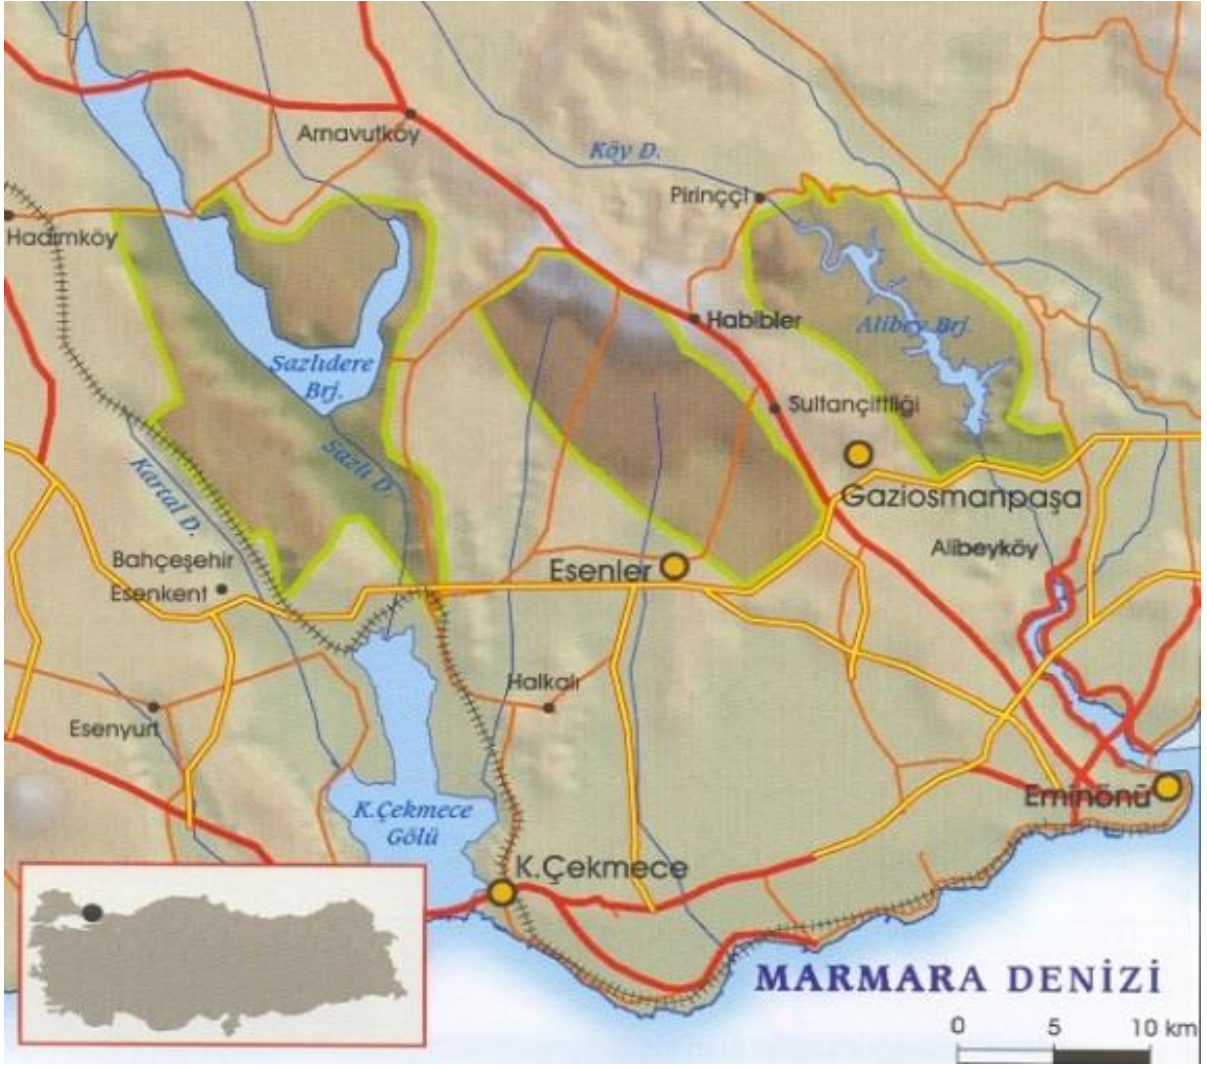 Arnavutköy
Köy D.
Pirinççi
Hadımköy
Habibler
Alibey Brj.
Sazlıdere
Brj.
Sultançiftliği
Sazlı D.
Kartal D.
Gaziosmanpaşa
Alibeyköy
Bahçeşehir
Esenkent
Esenler
Halkalı
Esenyurt
K.Çekmece
Gölü
Eminönü
K.Çekmece
MARMARA DENİZİ
0 5 10 km